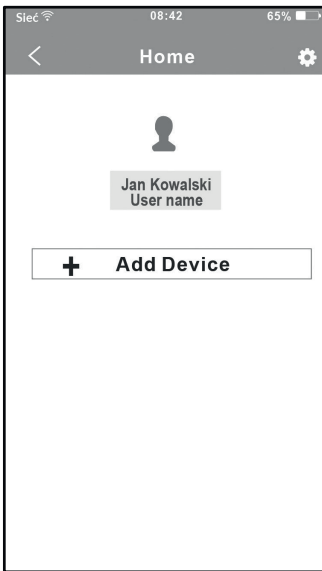 Sieć 08:42 65%
Home
Jan Kowalski
User name
+ Add Device